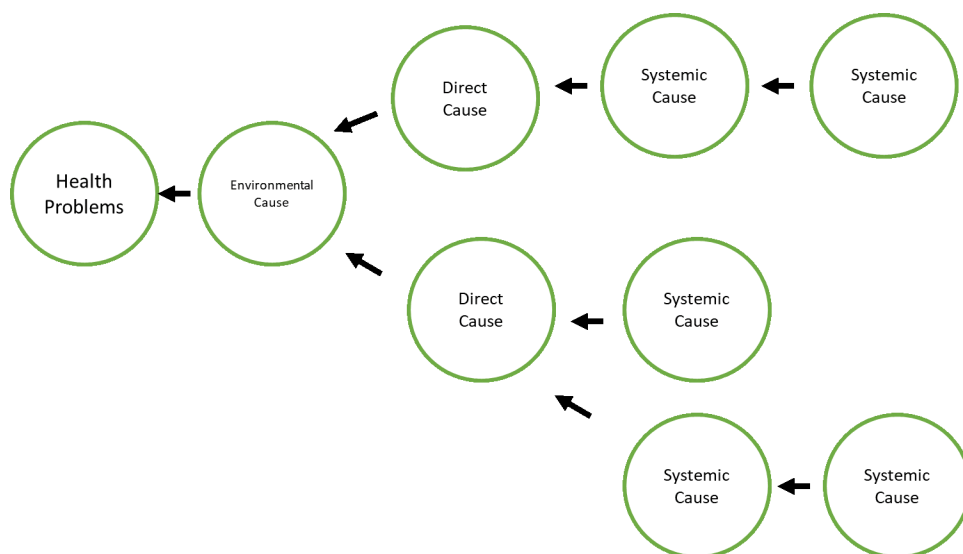 Direct
Cause
Systemic
Cause
Systemic
Cause
Health
Problems
Environmental
Cause
Direct
Cause
Systemic
Cause
Systemic
Cause
Systemic
Cause